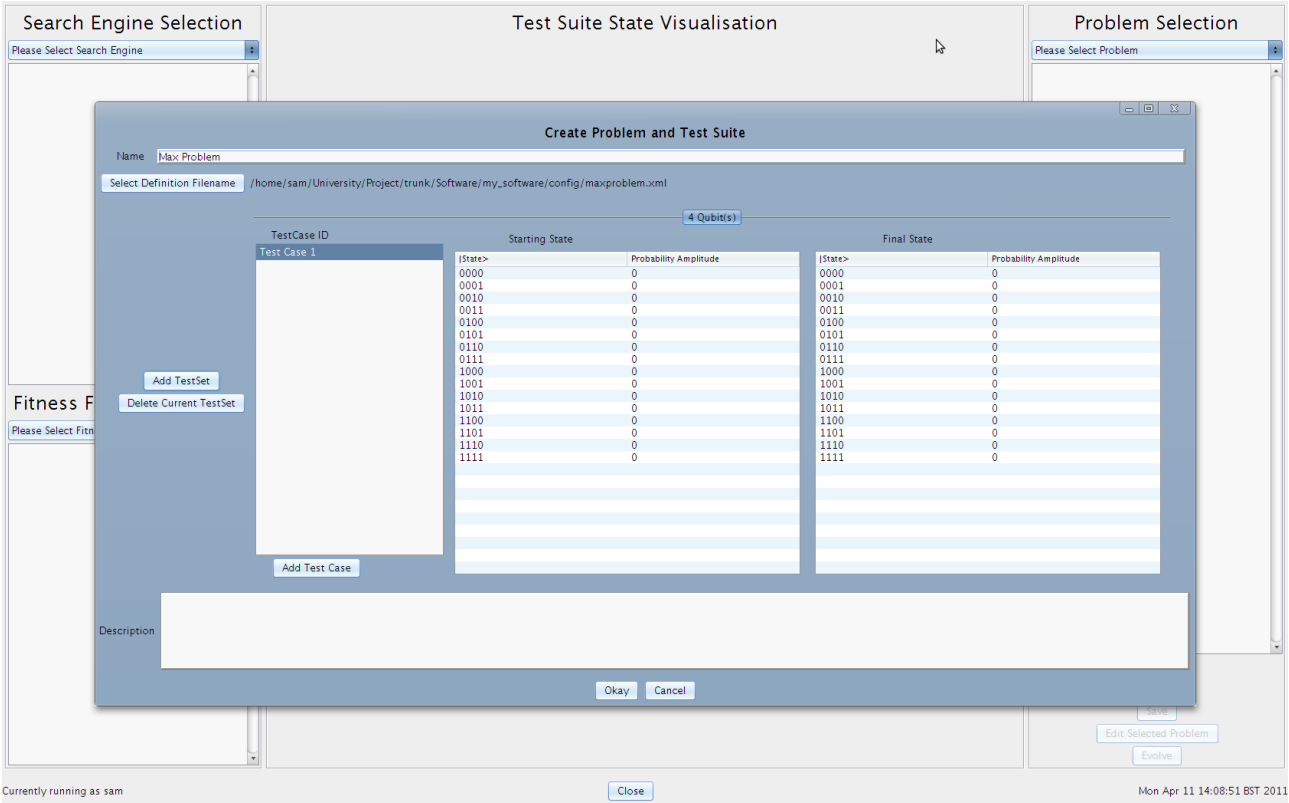 Search Engine Selection
Test Suite State Visualisation
Problem Selection
Please Select Search Engine
Please Select Problem
Create Problem and Test Suite
Name Max Problem
Select Definition Filename /home/sam/University/Project/trunk/Software/my_software/config/maxproblem.xml
4 Qubit(s)
TestCase ID Starting State Final State
Test Case 1
|State> Probability Amplitude |State> Probability Amplitude
0000 0 0000 0
0001 0 0001 0
0010 0 0010 0
0011 0 0011 0
0100 0 0100 0
0101 0 0101 0
0110 0 0110 0
0111 0 0111 0
1000 0 1000 0
1001 0 1001 0
1010 0 1010 0
1011 0 1011 0
1100 0 1100 0
1101 0 1101 0
1110 0 1110 0
1111 0 1111 0
Add TestSet
Delete Current TestSet
Fitness F
Please Select Fitn
Add Test Case
Description
Okay Cancel
Save
Edit Selected Problem
Evolve
Currently running as sam
Close
Mon Apr 11 14:08:51 BST 2011